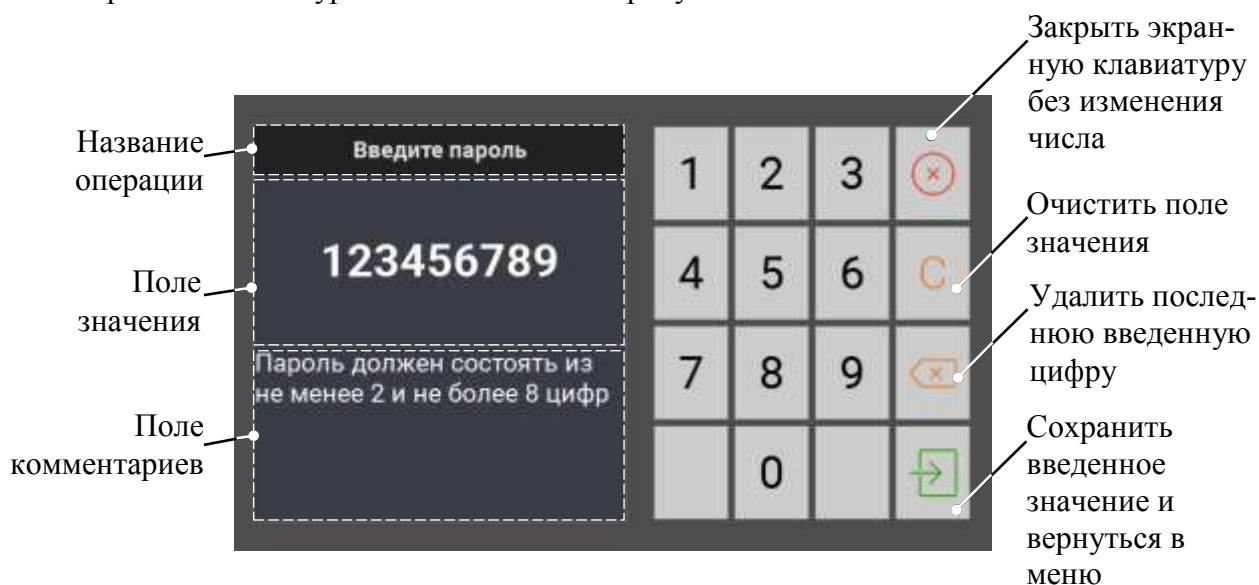 Закрыть экран-
ную клавиатуру
без изменения
числа
Название
операции
Введите пароль
1 2 3
Поле
значения
123456789
4 5 6 C
Очистить поле
значения
Удалить послед-
нюю введенную
цифру
Поле
комментариев
Пароль должен состоять из
не менее 2 и не более 8 цифр
7 8 9
0
Сохранить
введенное
значение и
вернуться в
меню